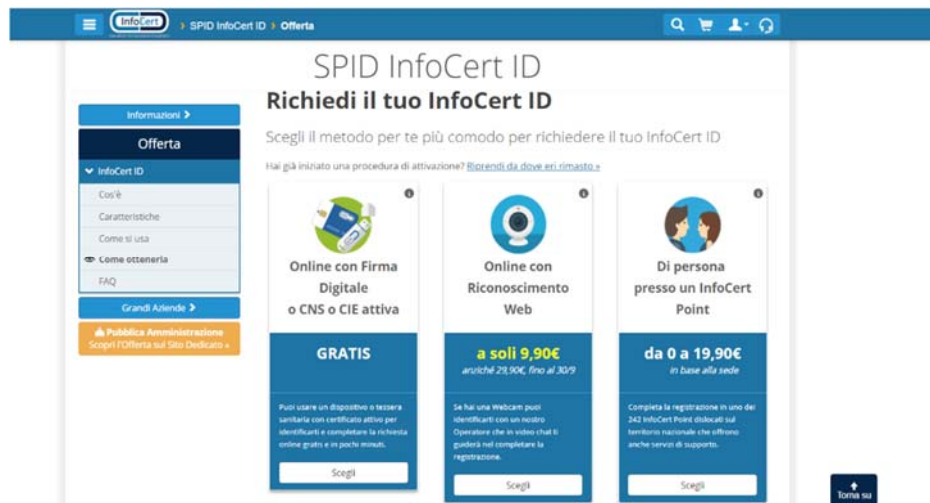 InfoCert
SPID InfoCert ID
Offerta
SPID InfoCert ID
Richiedi il tuo InfoCert ID
Scegli il metodo per te più comodo per richiedere il tuo InfoCert ID
Hai già iniziato una procedura di attivazione? Riprendi da dove eri rimasto »
Informazioni
Offerta
InfoCert ID
Cos'è
Caratteristiche
Come si usa
Come ottenerla
FAQ
Grandi Aziende
Pubblica Amministrazione
Scopri l'Offerta sul Sito Dedicato »
Online con Firma
Digitale
o CNS o CIE attiva
GRATIS
Puoi usare un dispositivo o tessera
sanitaria con certificato attivo per
identificarti e completare la richiesta
online gratis e in pochi minuti.
Scegli
Online con
Riconoscimento
Web
a soli 9,90€
anziché 29,90€, fino al 30/9
Se hai una Webcam puoi
identificarti con un nostro
Operatore che in video chat ti
guiderà nel completare la
registrazione.
Scegli
Di persona
presso un InfoCert
Point
da 0 a 19,90€
in base alla sede
Completa la registrazione in uno dei
242 InfoCert Point dislocati sul
territorio nazionale che offrono
anche servizi di supporto.
Scegli
Torna su